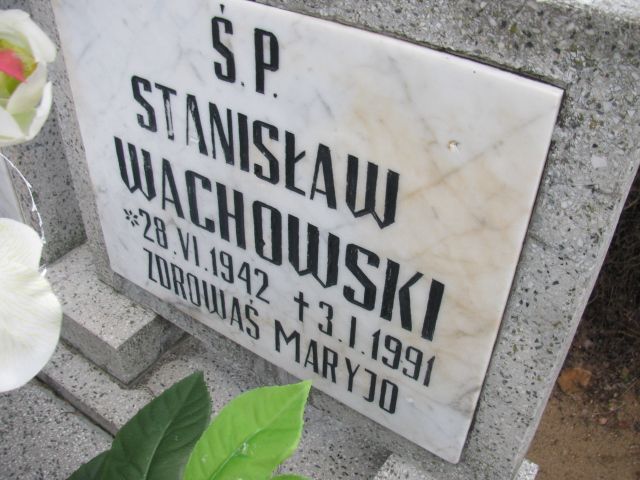 Ś.P.
STANISŁAW
WACHOWSKI
* 28.VI.1942 ✝ 3.I.1991
ZDROWAŚ MARYJO